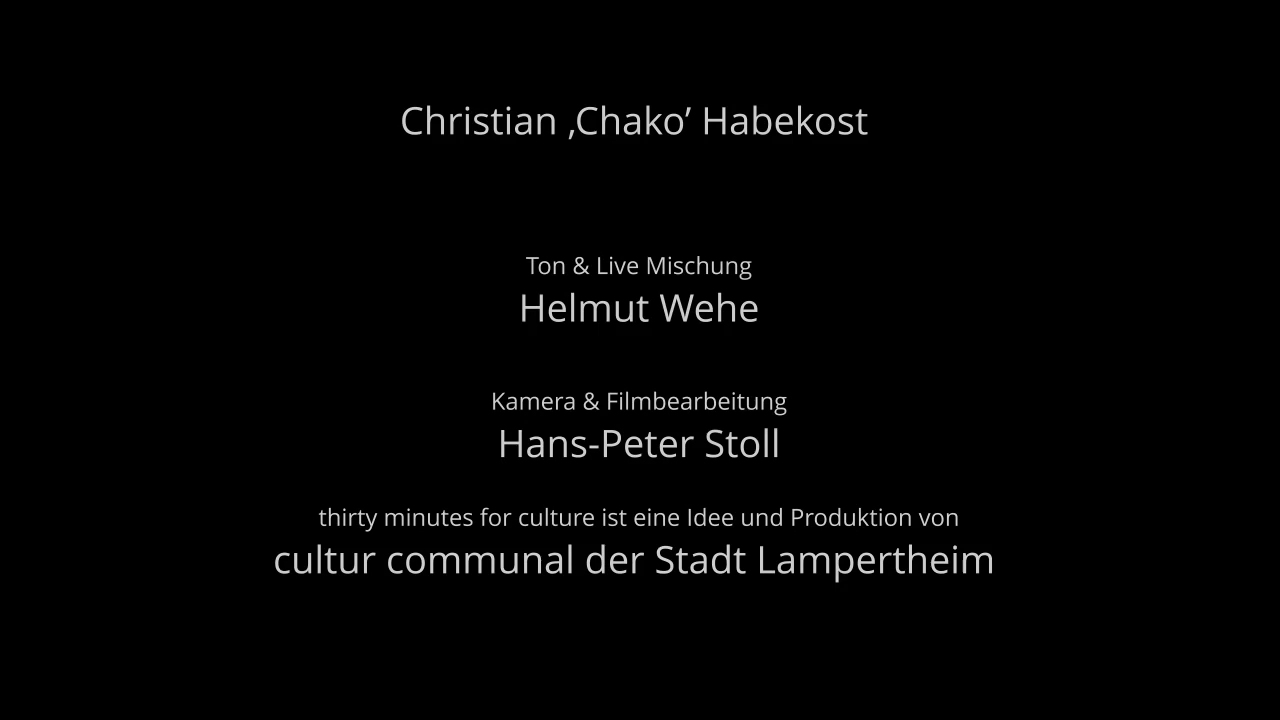 Christian ‚Chako’ Habekost
Ton & Live Mischung
Helmut Wehe
Kamera & Filmbearbeitung
Hans-Peter Stoll
thirty minutes for culture ist eine Idee und Produktion von
cultur communal der Stadt Lampertheim